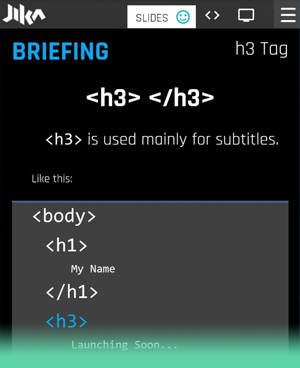 JIKA
SLIDES <>
BRIEFING h3 Tag
<h3> </h3>
<h3> is used mainly for subtitles.
Like this:
<body>
<h1>
My Name
</h1>
<h3>
Launching Soon...